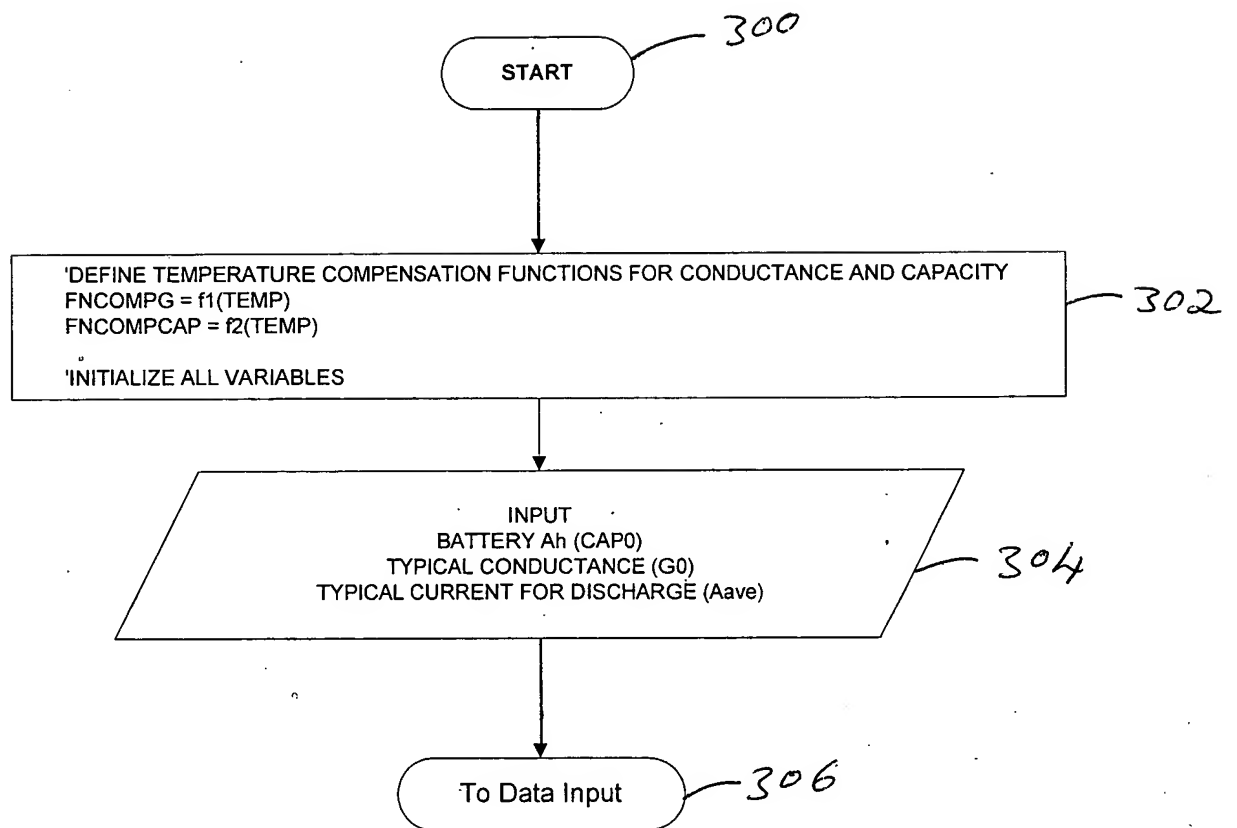 300
START
'DEFINE TEMPERATURE COMPENSATION FUNCTIONS FOR CONDUCTANCE AND CAPACITY
FNCOMPG = f1(TEMP)
FNCOMPCAP = f2(TEMP)
'INITIALIZE ALL VARIABLES
302
INPUT
BATTERY Ah (CAP0)
TYPICAL CONDUCTANCE (G0)
TYPICAL CURRENT FOR DISCHARGE (Aave)
304
To Data Input
306